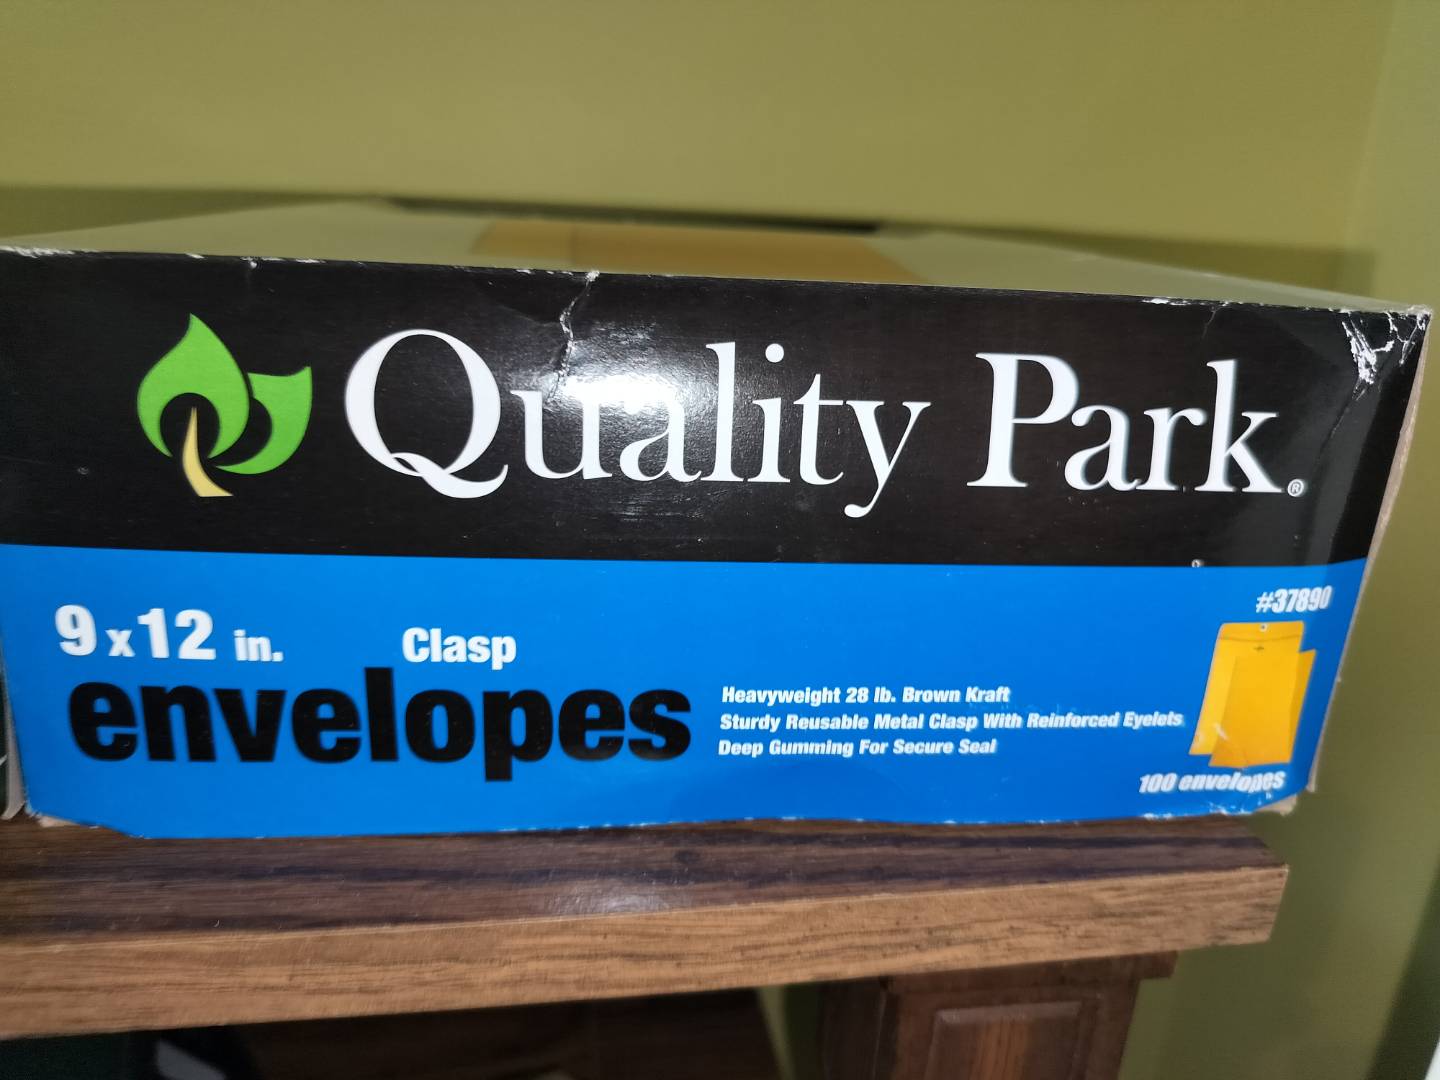 Quality Park®
#37890
9 x 12 in. Clasp
envelopes
Heavyweight 28 lb. Brown Kraft
Sturdy Reusable Metal Clasp With Reinforced Eyelets
Deep Gumming For Secure Seal
100 envelopes